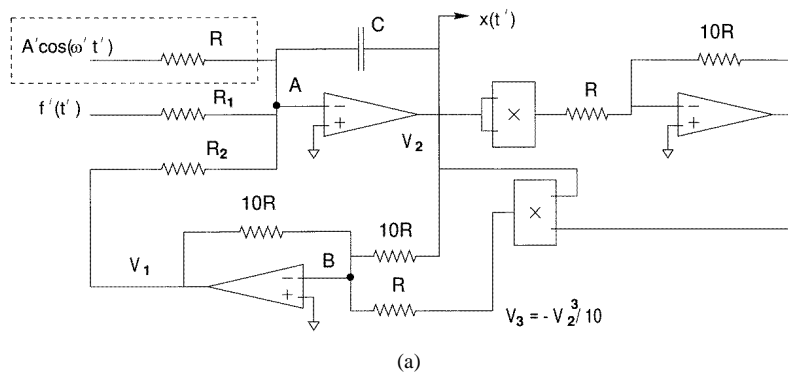 x(t')
C
R
A'cos(ω't')
10R
A
R
f'(t')
R₁
−
+
V₂
×
−
+
R₂
10R
10R
×
V₁
B
−
+
R
V₃ = -V₂³/ 10
(a)